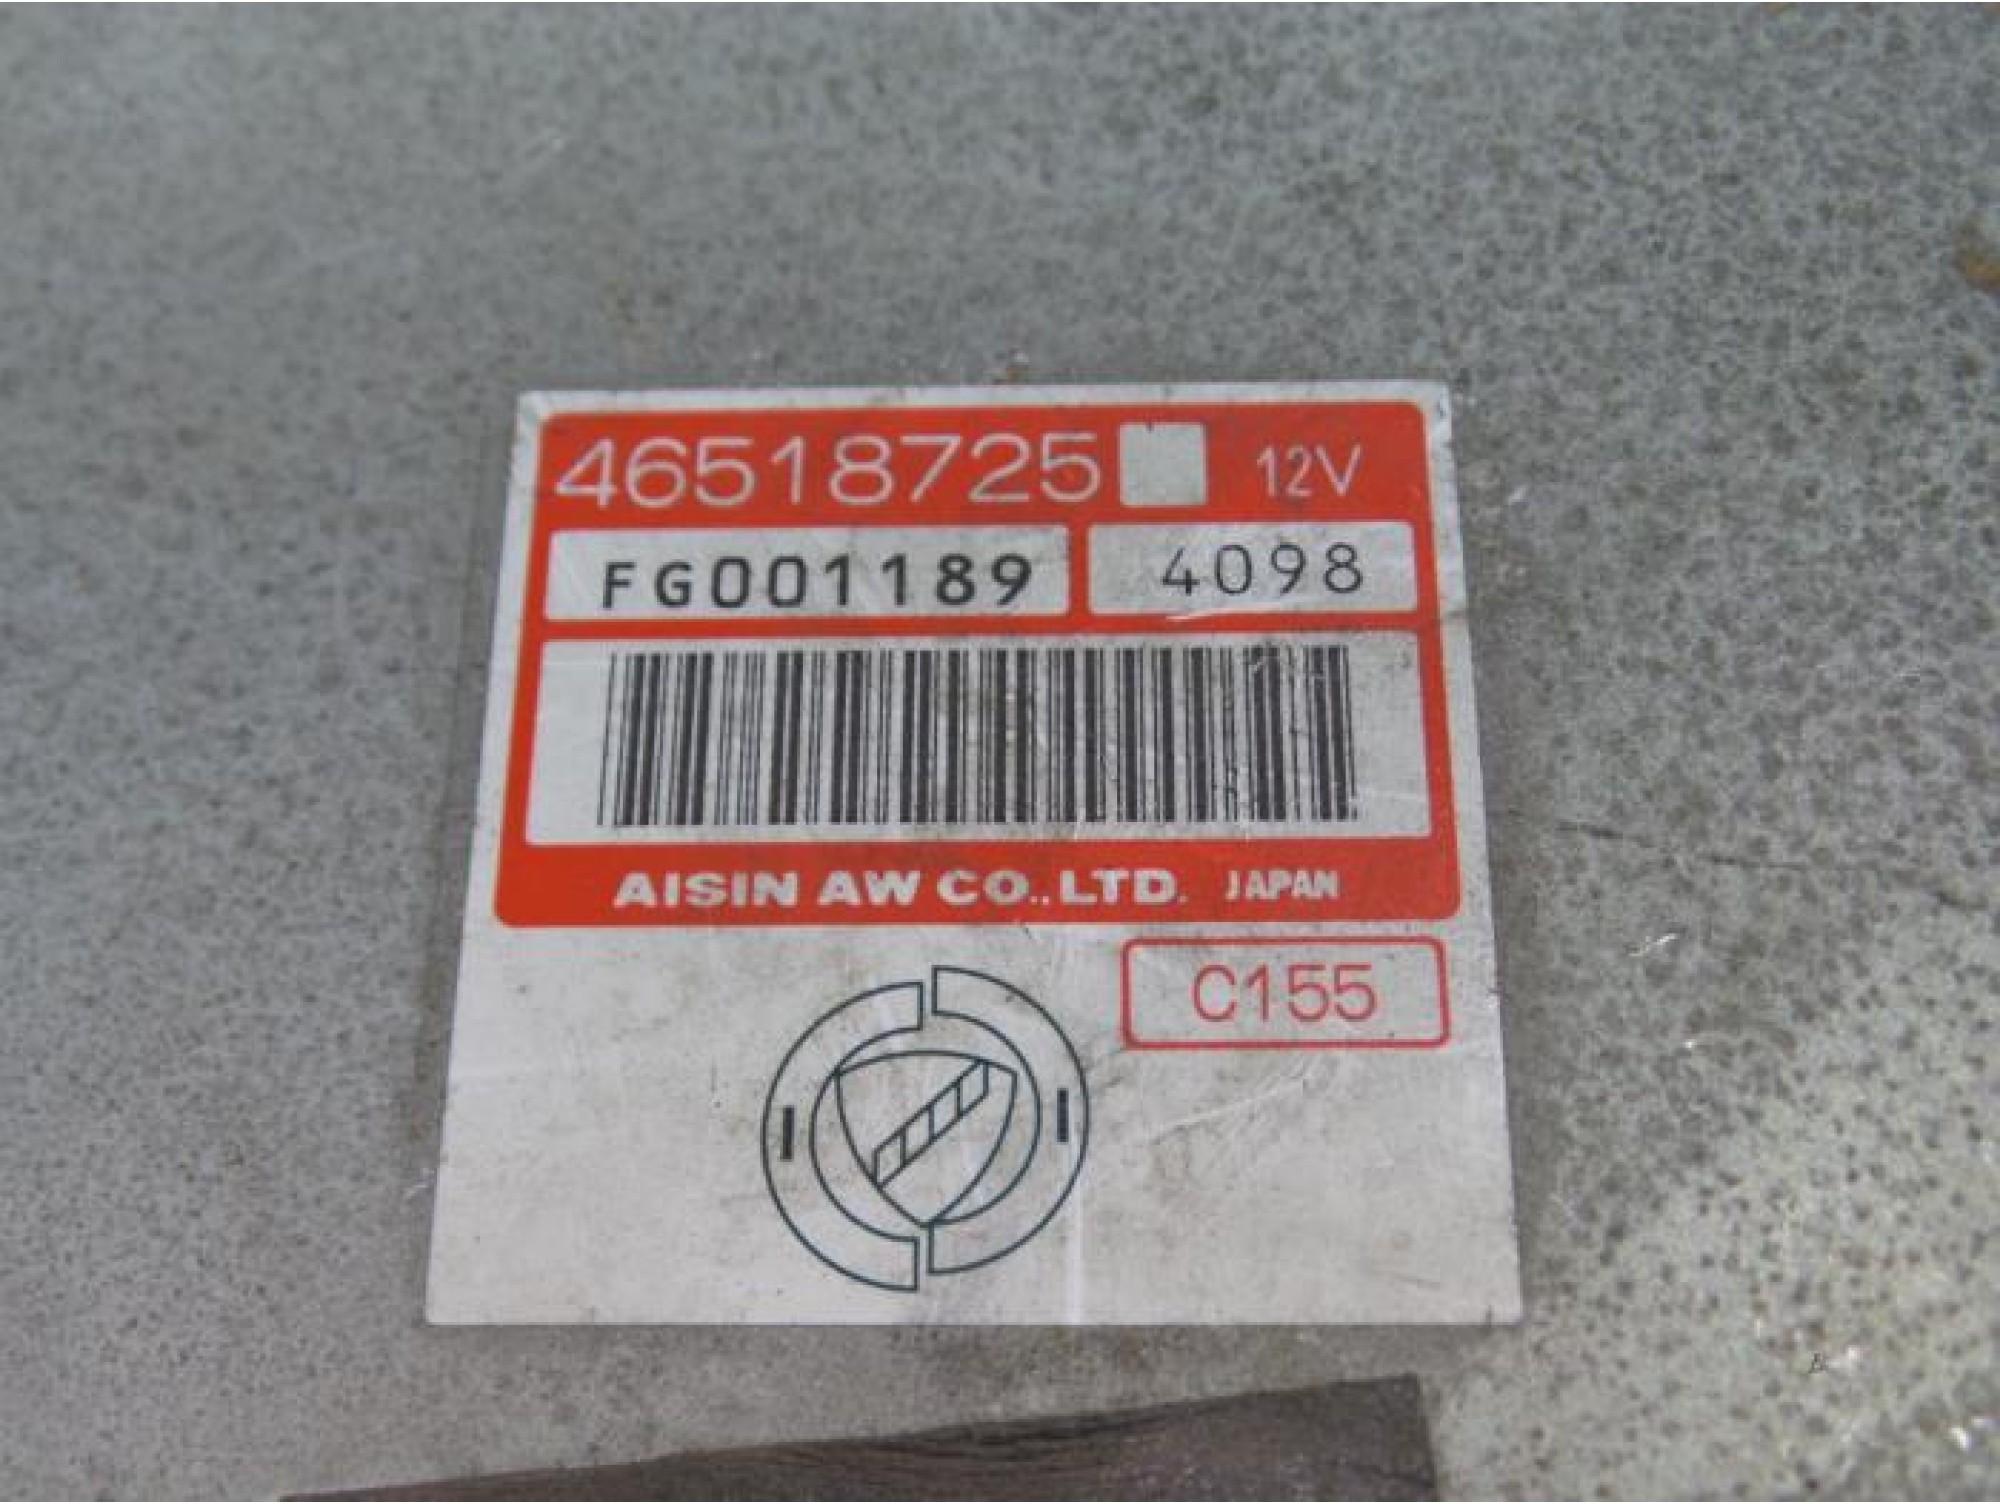 46518725 12V
FG001189 4098
AISIN AW CO.,LTD. JAPAN
C155